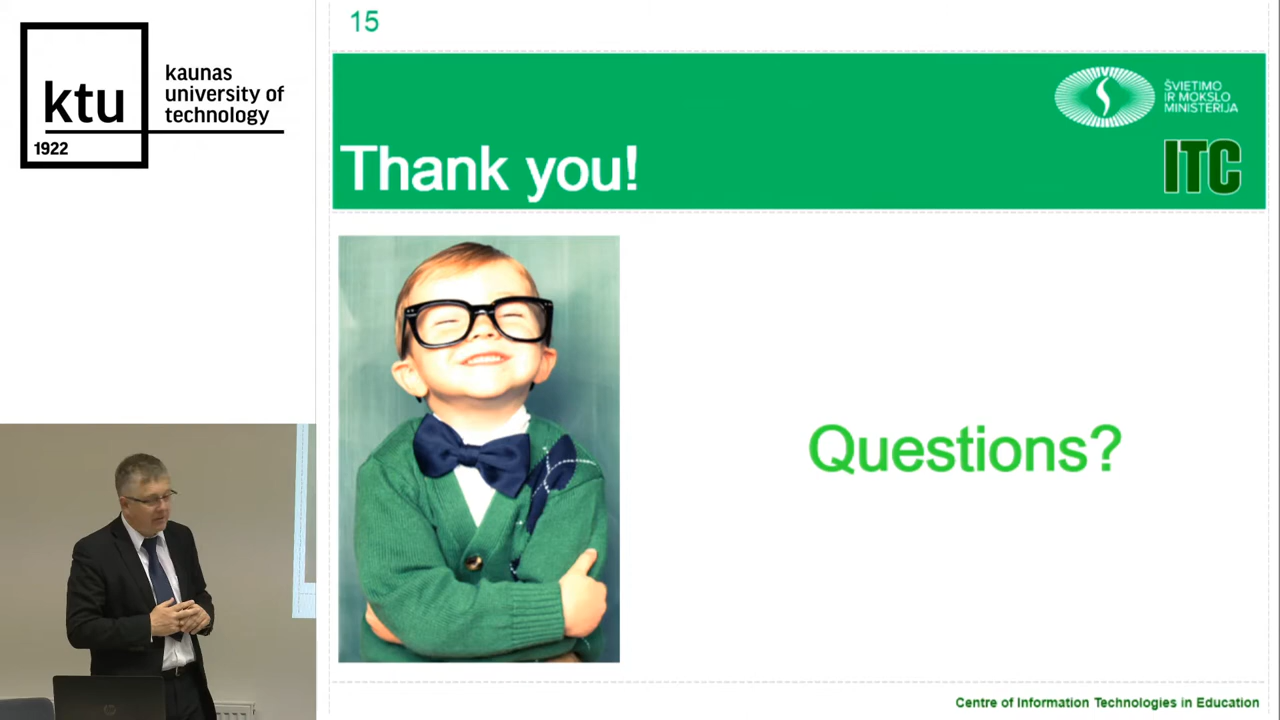 ktu
1922
kaunas
university of
technology
15
Thank you!
ŠVIETIMO
IR MOKSLO
MINISTERIJA
ITC
Questions?
Centre of Information Technologies in Education